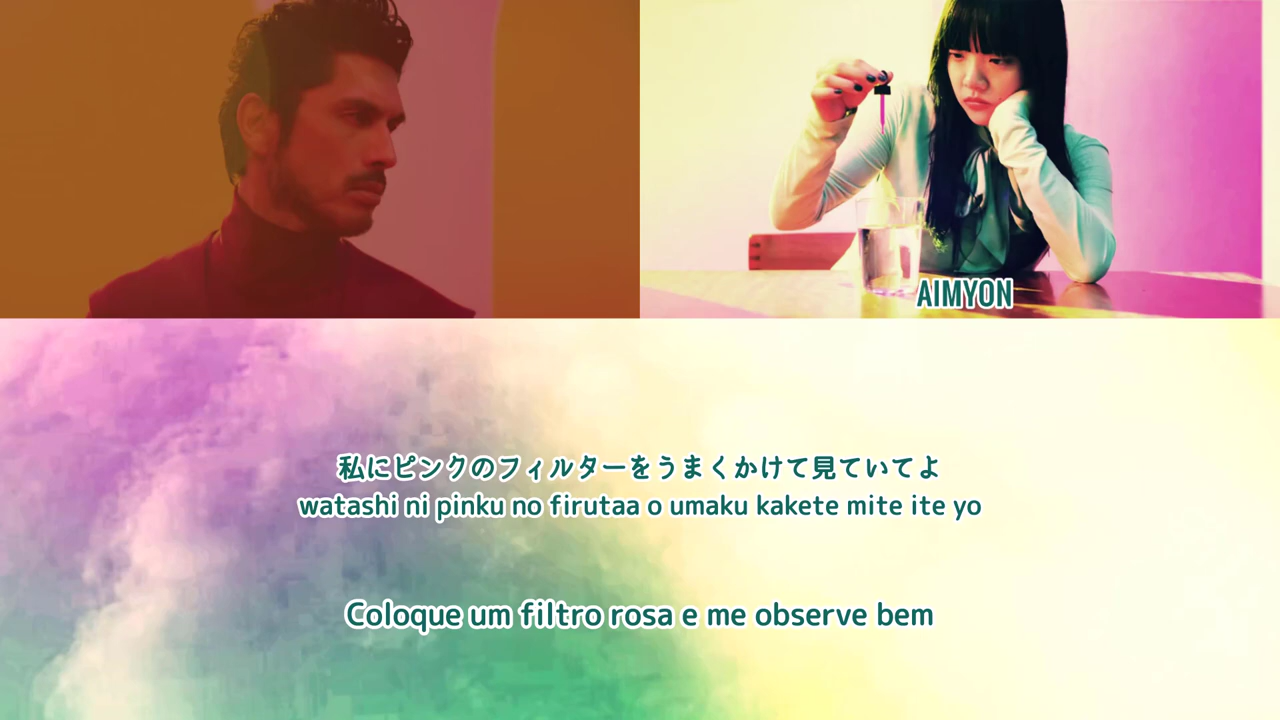 AIMYON
私にピンクのフィルターをうまくかけて見ていてよ
watashi ni pinku no firutaa o umaku kakete mite ite yo
Coloque um filtro rosa e me observe bem